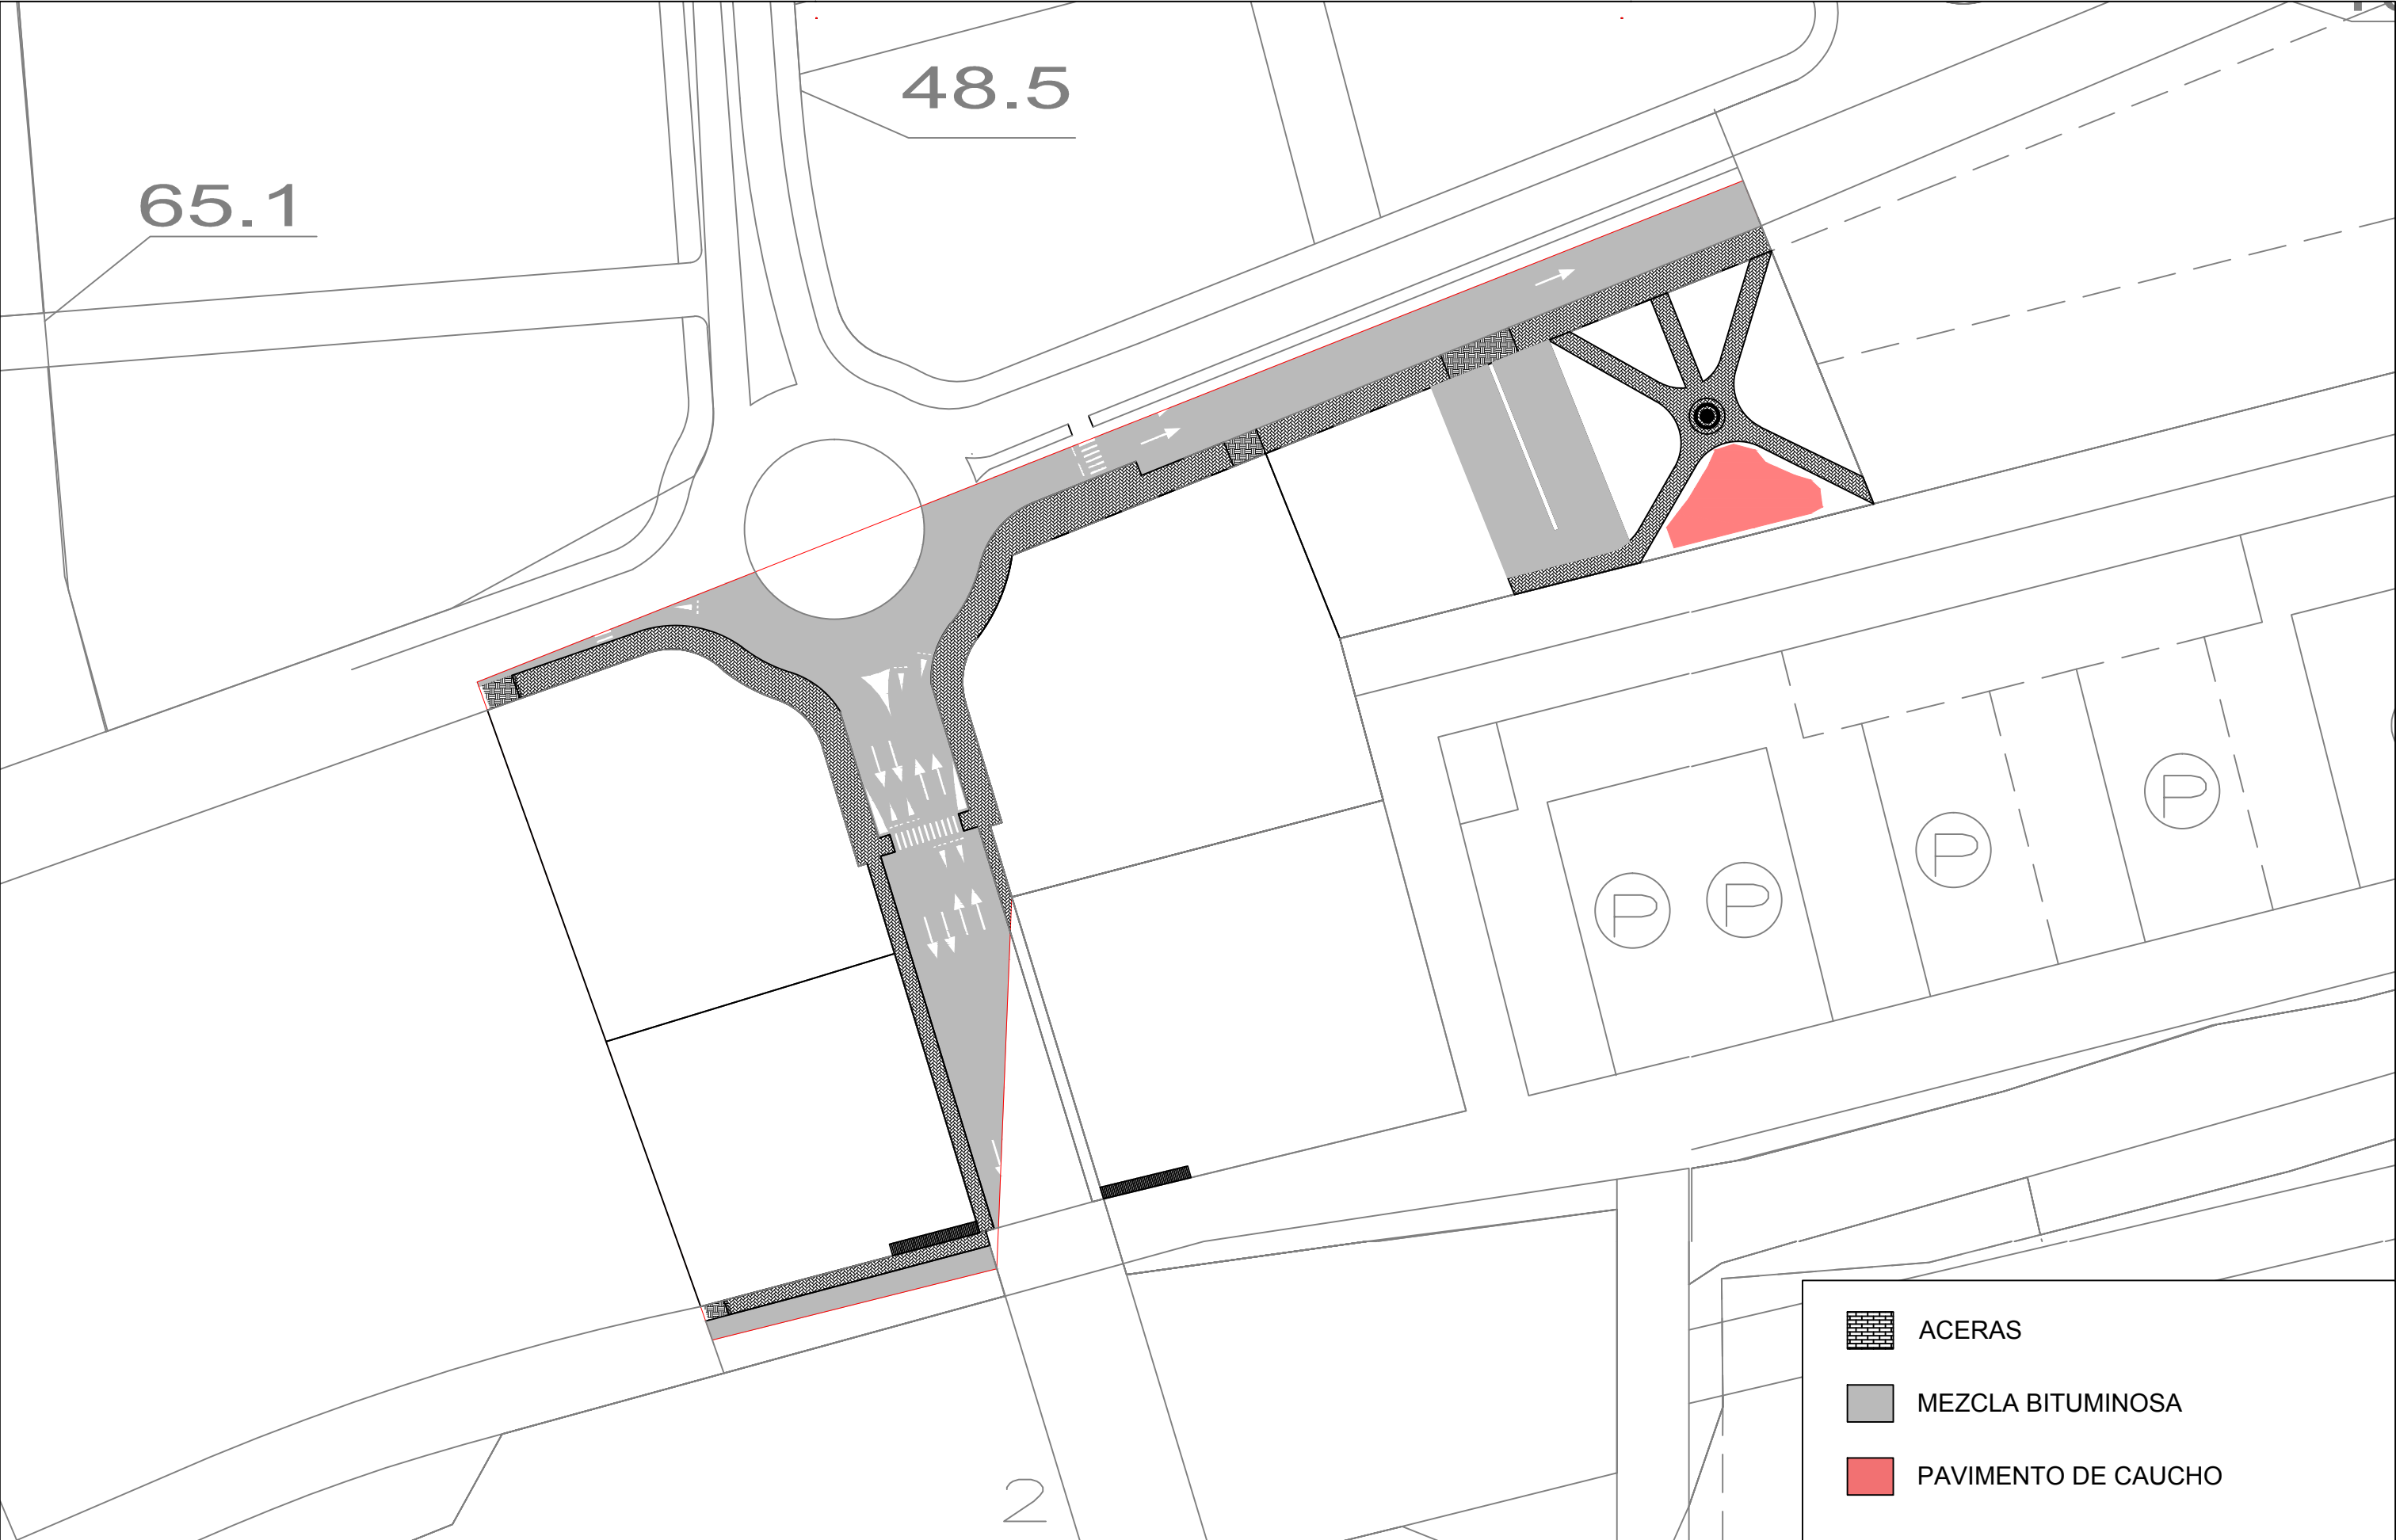 48.5
65.1
P
P
P
P
ACERAS
MEZCLA BITUMINOSA
PAVIMENTO DE CAUCHO
2